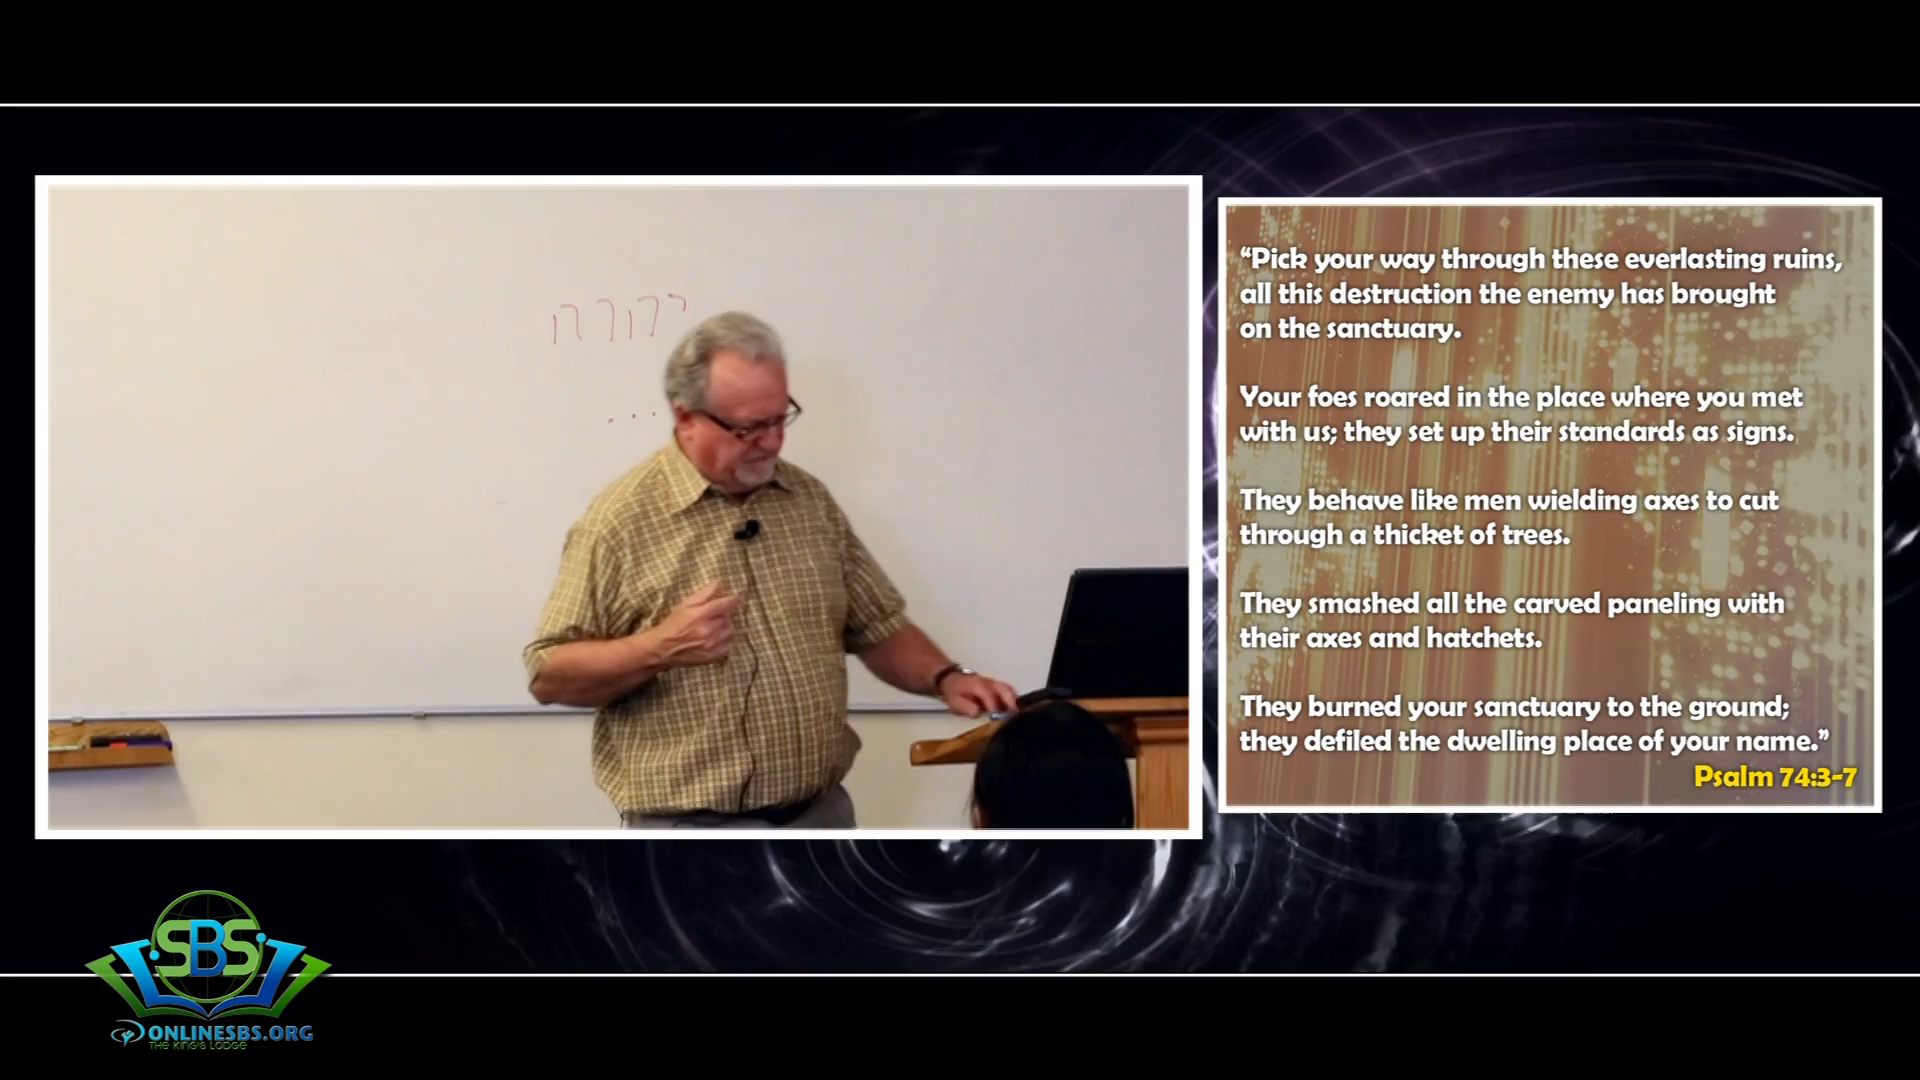 יהוה
“Pick your way through these everlasting ruins,
all this destruction the enemy has brought
on the sanctuary.
Your foes roared in the place where you met
with us; they set up their standards as signs.
They behave like men wielding axes to cut
through a thicket of trees.
They smashed all the carved paneling with
their axes and hatchets.
They burned your sanctuary to the ground;
they defiled the dwelling place of your name.”
Psalm 74:3-7
SBS
ONLINESBS.ORG
THE KING'S LODGE